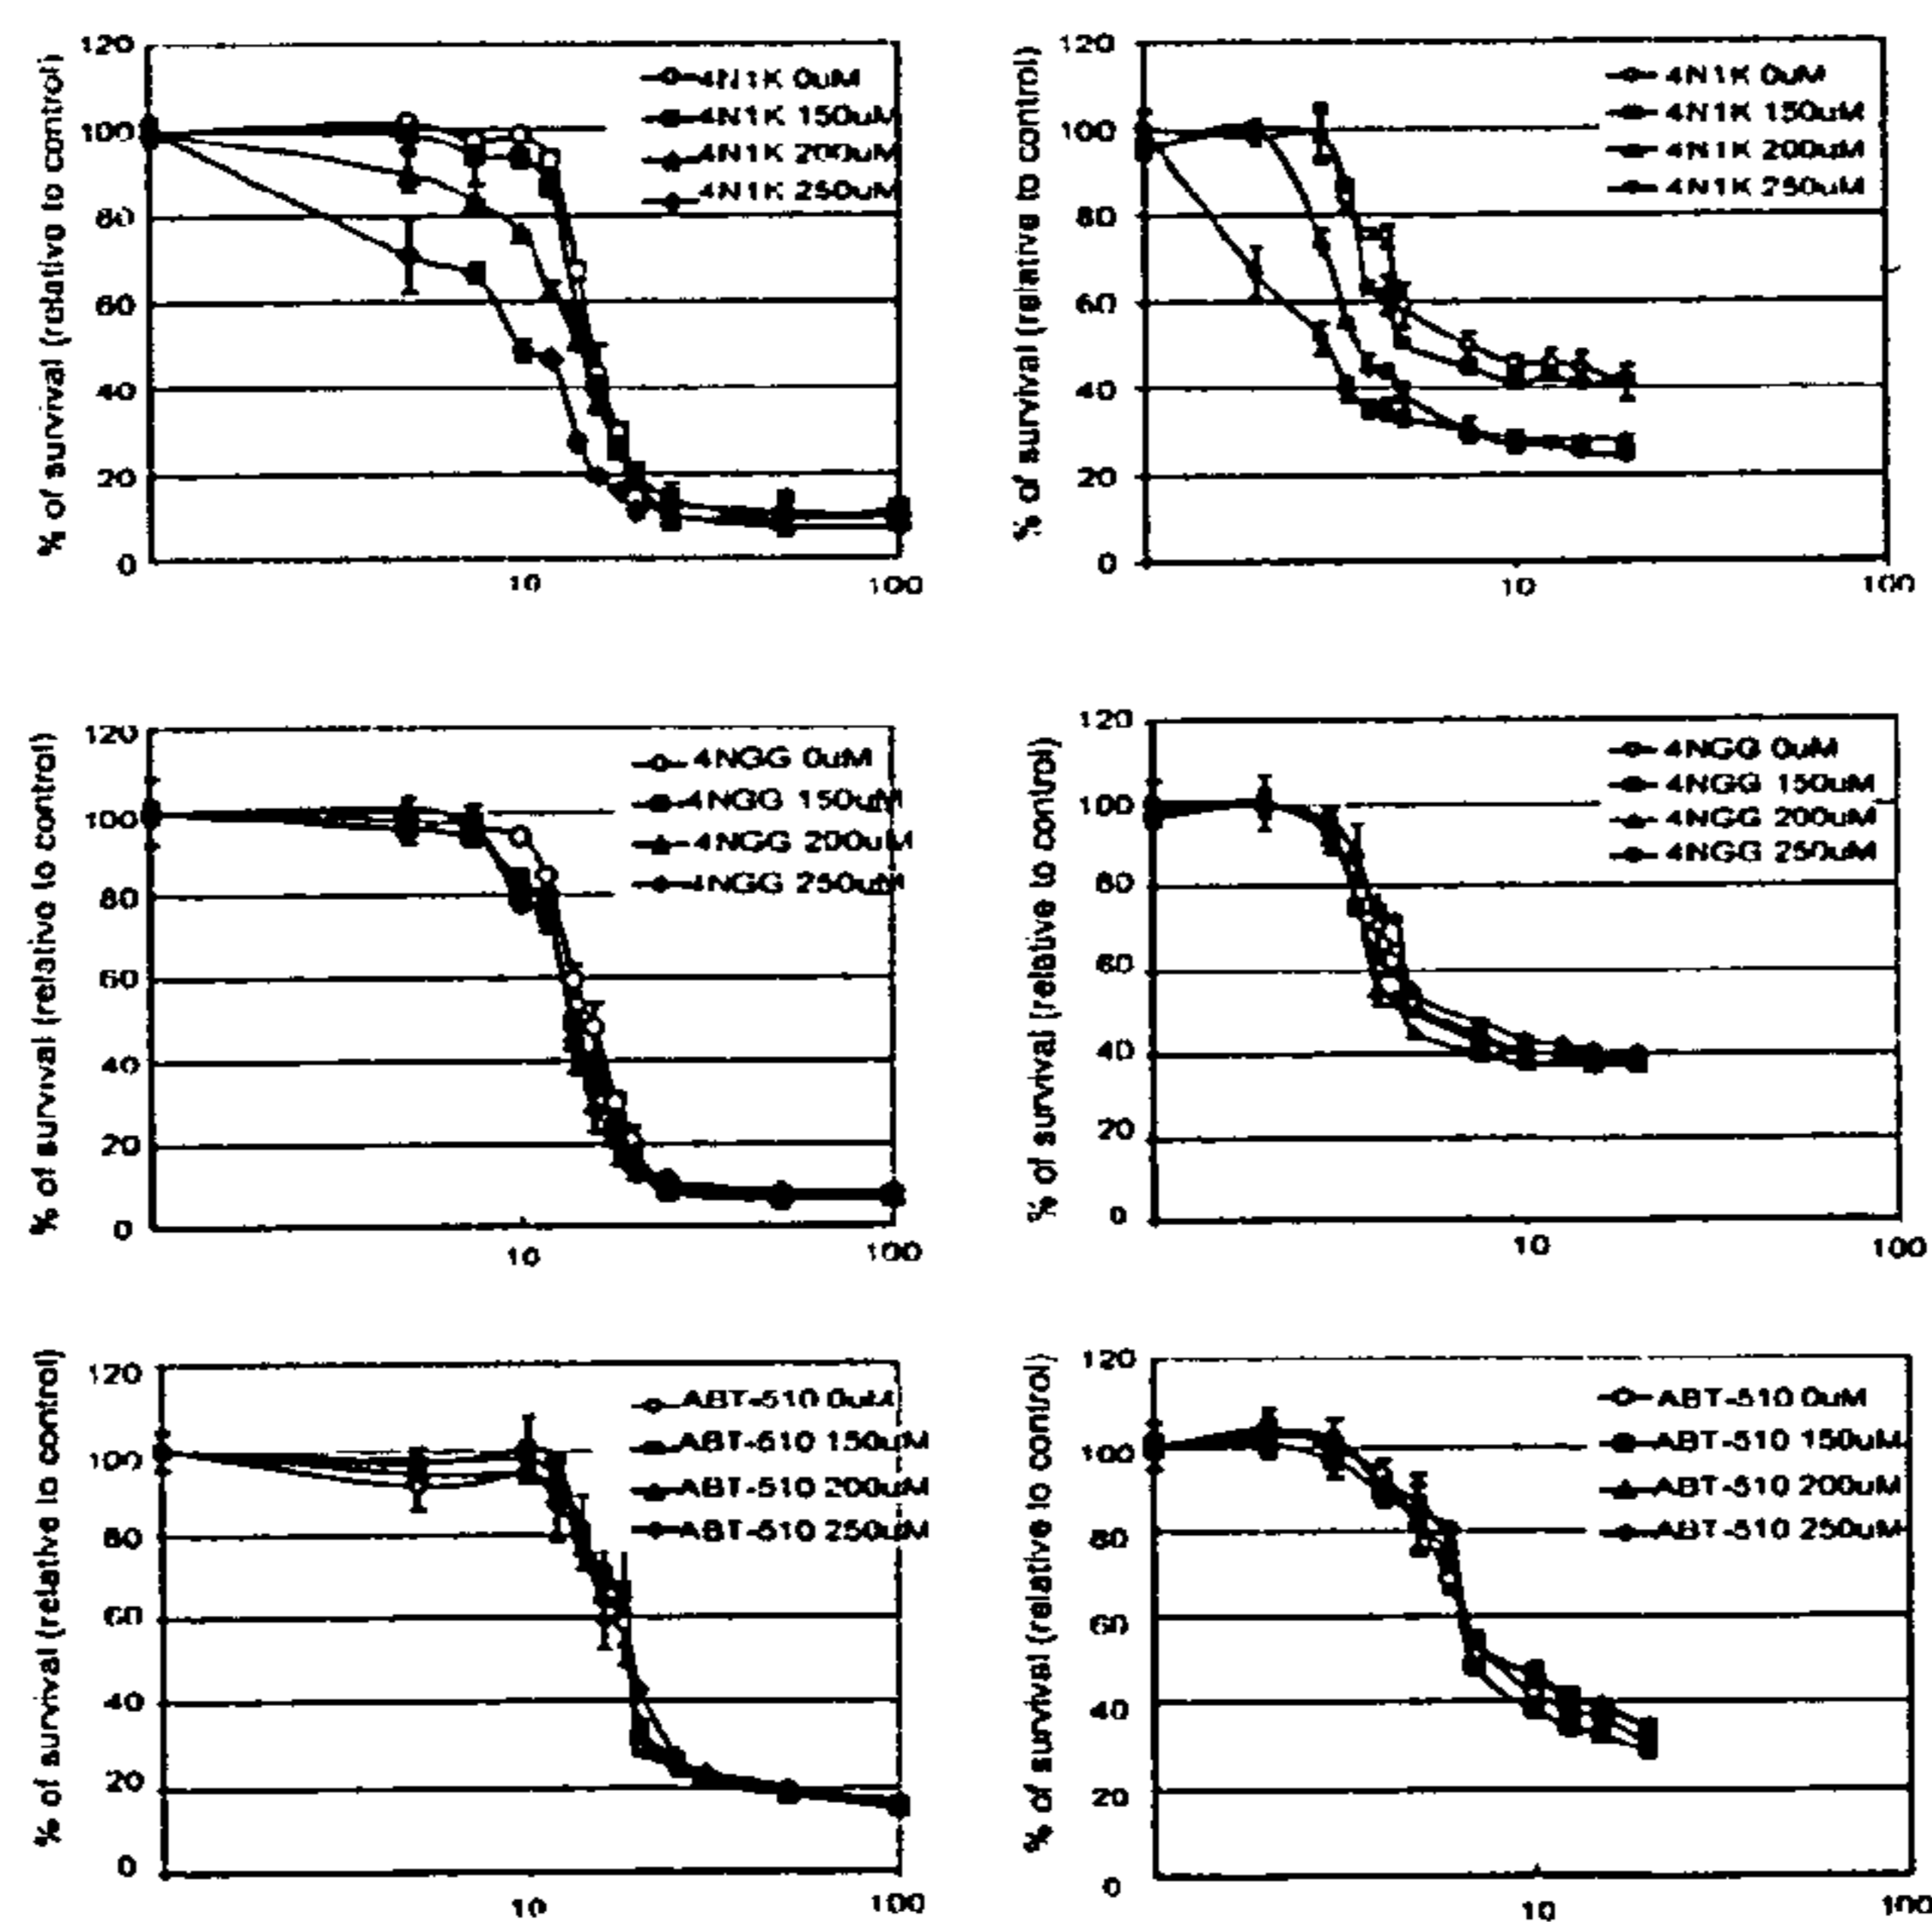 % of survival (relative to control)
120
100
80
60
40
20
0
10
100
4N1K 0uM
4N1K 150uM
4N1K 200uM
4N1K 250uM
% of survival (relative to control)
120
100
80
60
40
20
0
10
100
4N1K 0uM
4N1K 150uM
4N1K 200uM
4N1K 250uM
% of survival (relative to control)
120
100
80
60
40
20
0
10
100
4NGG 0uM
4NGG 150uM
4NGG 200uM
4NGG 250uM
% of survival (relative to control)
120
100
80
60
40
20
0
10
100
4NGG 0uM
4NGG 150uM
4NGG 200uM
4NGG 250uM
% of survival (relative to control)
120
100
80
60
40
20
0
10
100
ABT-510 0uM
ABT-510 150uM
ABT-510 200uM
ABT-510 250uM
% of survival (relative to control)
120
100
80
60
40
20
0
10
100
ABT-510 0uM
ABT-510 150uM
ABT-510 200uM
ABT-510 250uM